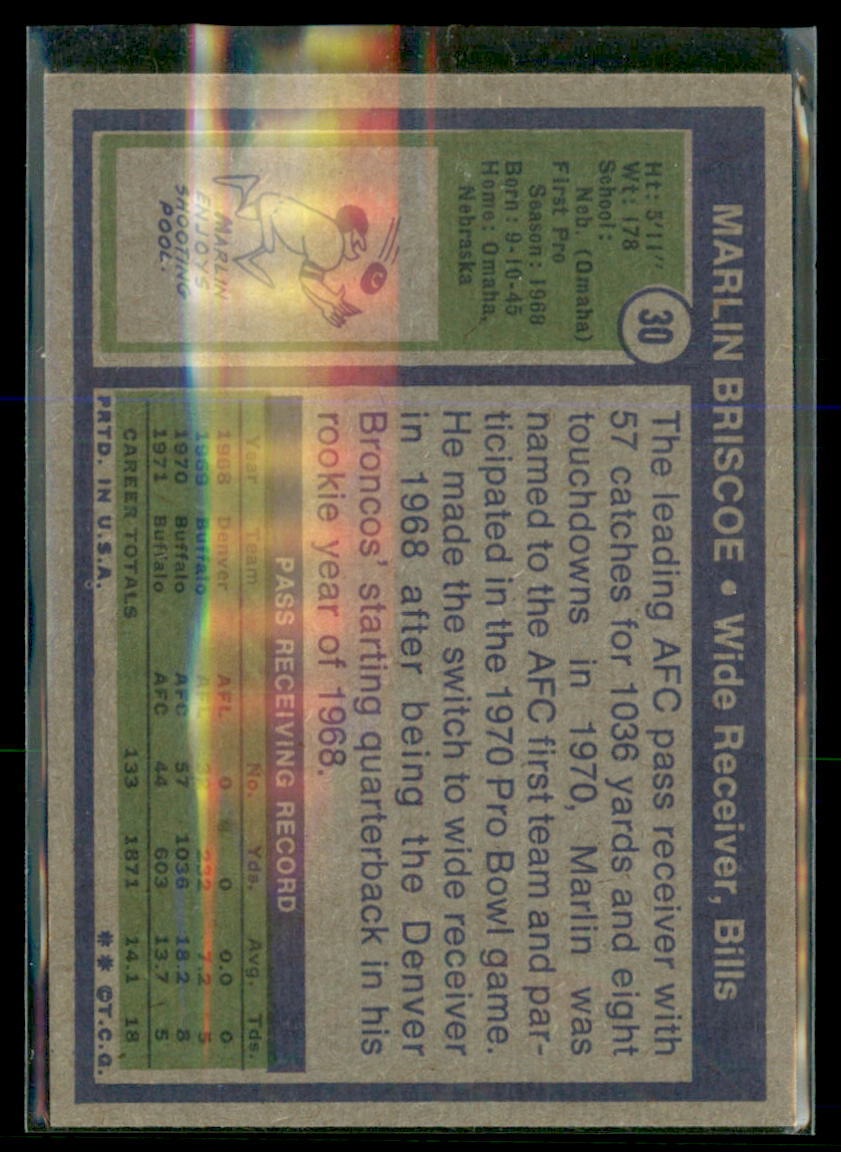 MARLIN BRISCOE • Wide Receiver, Bills
30
Ht: 5'11"
Wt: 178
School:
Neb. (Omaha)
First Pro
Season: 1968
Born: 9-10-45
Home: Omaha,
Nebraska
MARLIN
ENJOYS
SHOOTING
POOL.
The leading AFC pass receiver with
57 catches for 1036 yards and eight
touchdowns in 1970, Marlin was
named to the AFC first team and par-
ticipated in the 1970 Pro Bowl game.
He made the switch to wide receiver
in 1968 after being the Denver
Broncos' starting quarterback in his
rookie year of 1968.
PASS RECEIVING RECORD
Year Team No. Yds. Avg. Tds.
1968 Denver AFL 0 0 0.0 0
1969 Buffalo AFL 32 232 7.2 5
1970 Buffalo AFC 57 1036 18.2 8
1971 Buffalo AFC 44 603 13.7 5
CAREER TOTALS 133 1871 14.1 18
PRTD. IN U.S.A. ** ©T.C.G.